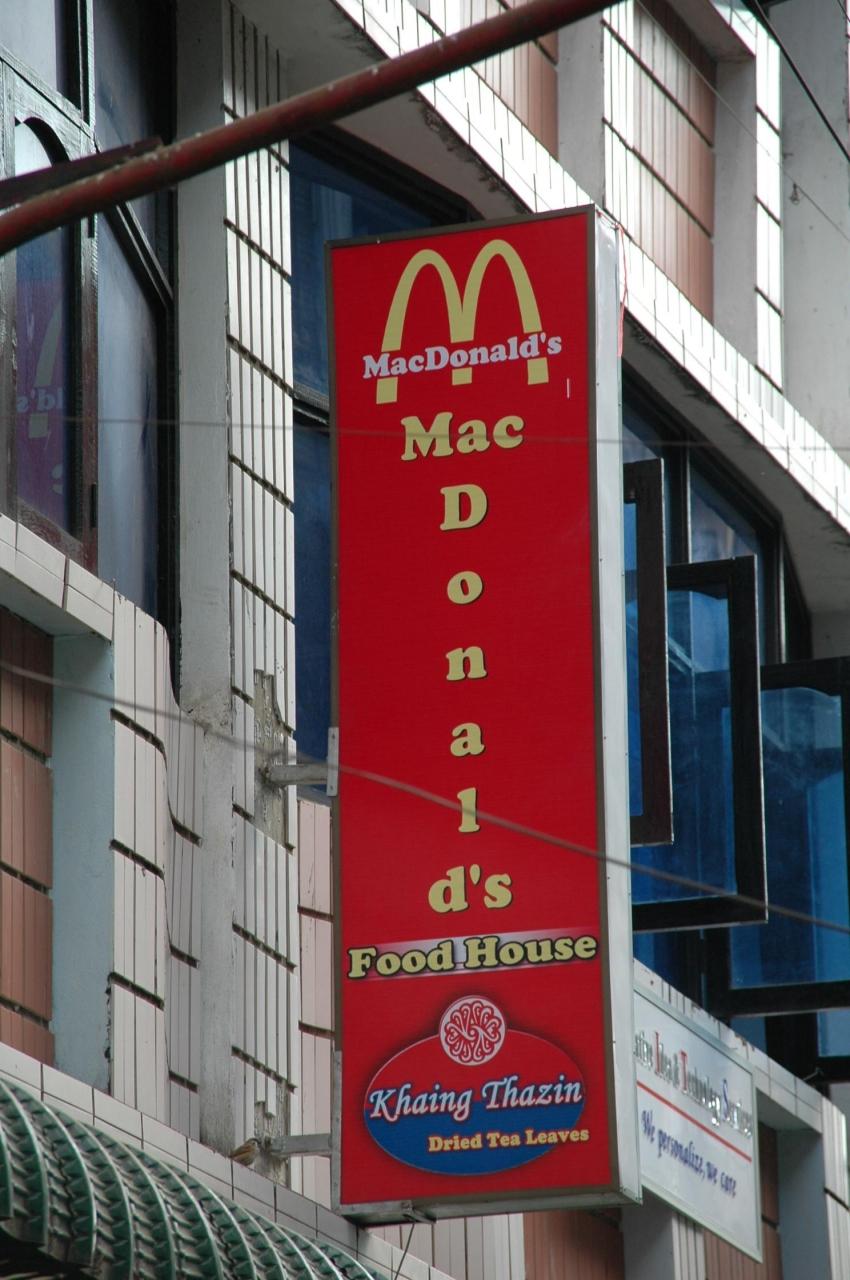 MacDonald's
Mac
D
o
n
a
l
d's
Food House
Khaing Thazin
Dried Tea Leaves
We personalize, we care